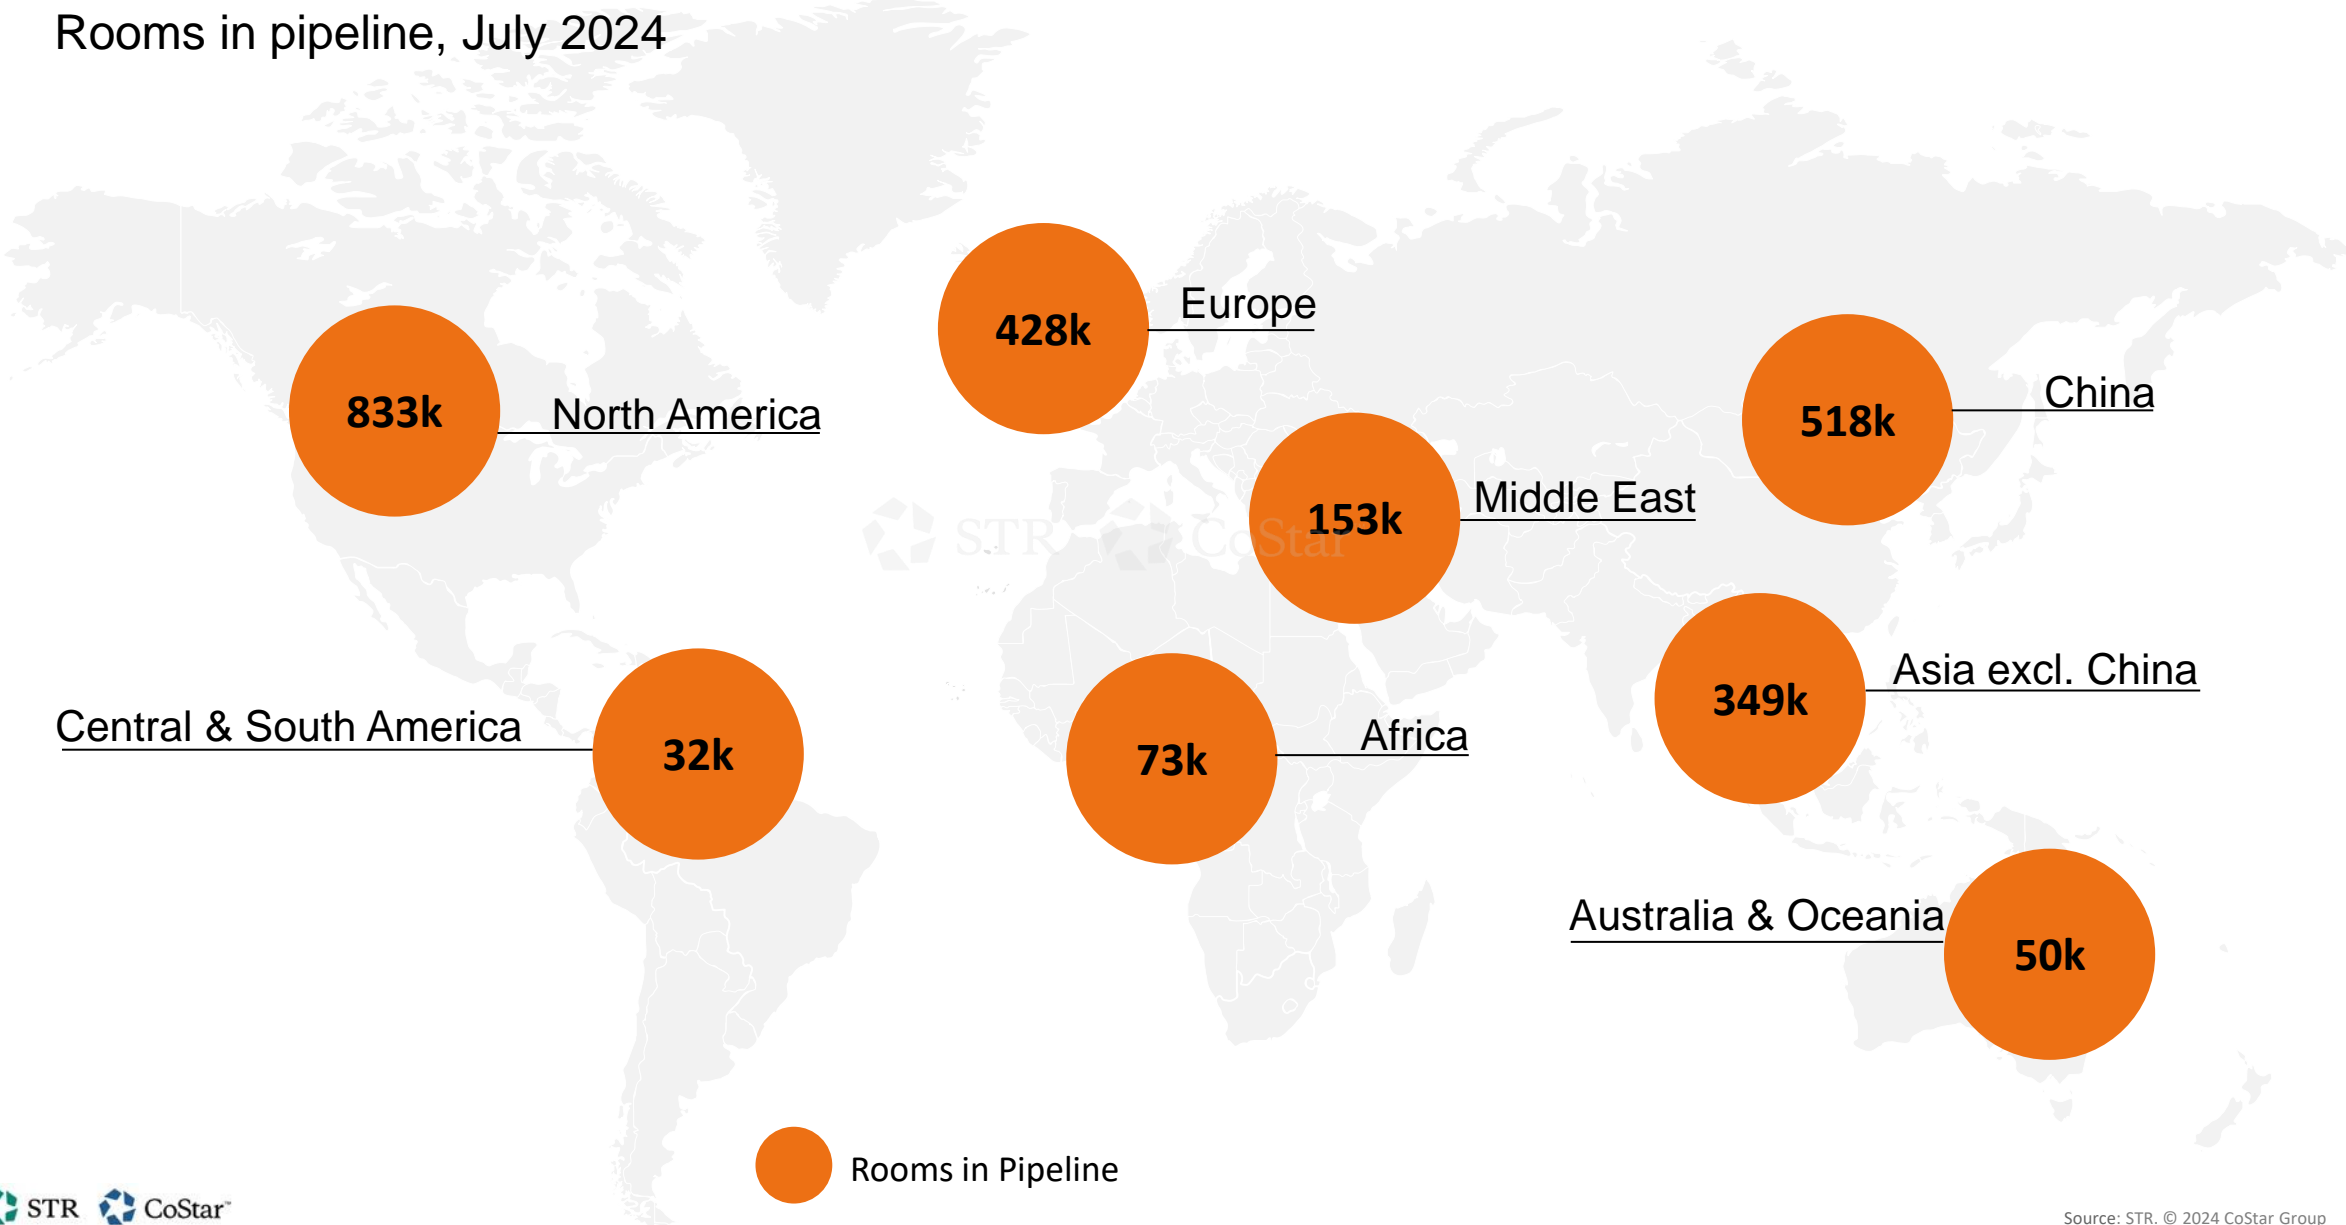 Rooms in pipeline, July 2024
428k
Europe
833k
North America
518k
China
153k
Middle East
STR CoStar
349k
Asia excl. China
Central & South America
32k
73k
Africa
Australia & Oceania
50k
Rooms in Pipeline
STR CoStar™
Source: STR. © 2024 CoStar Group